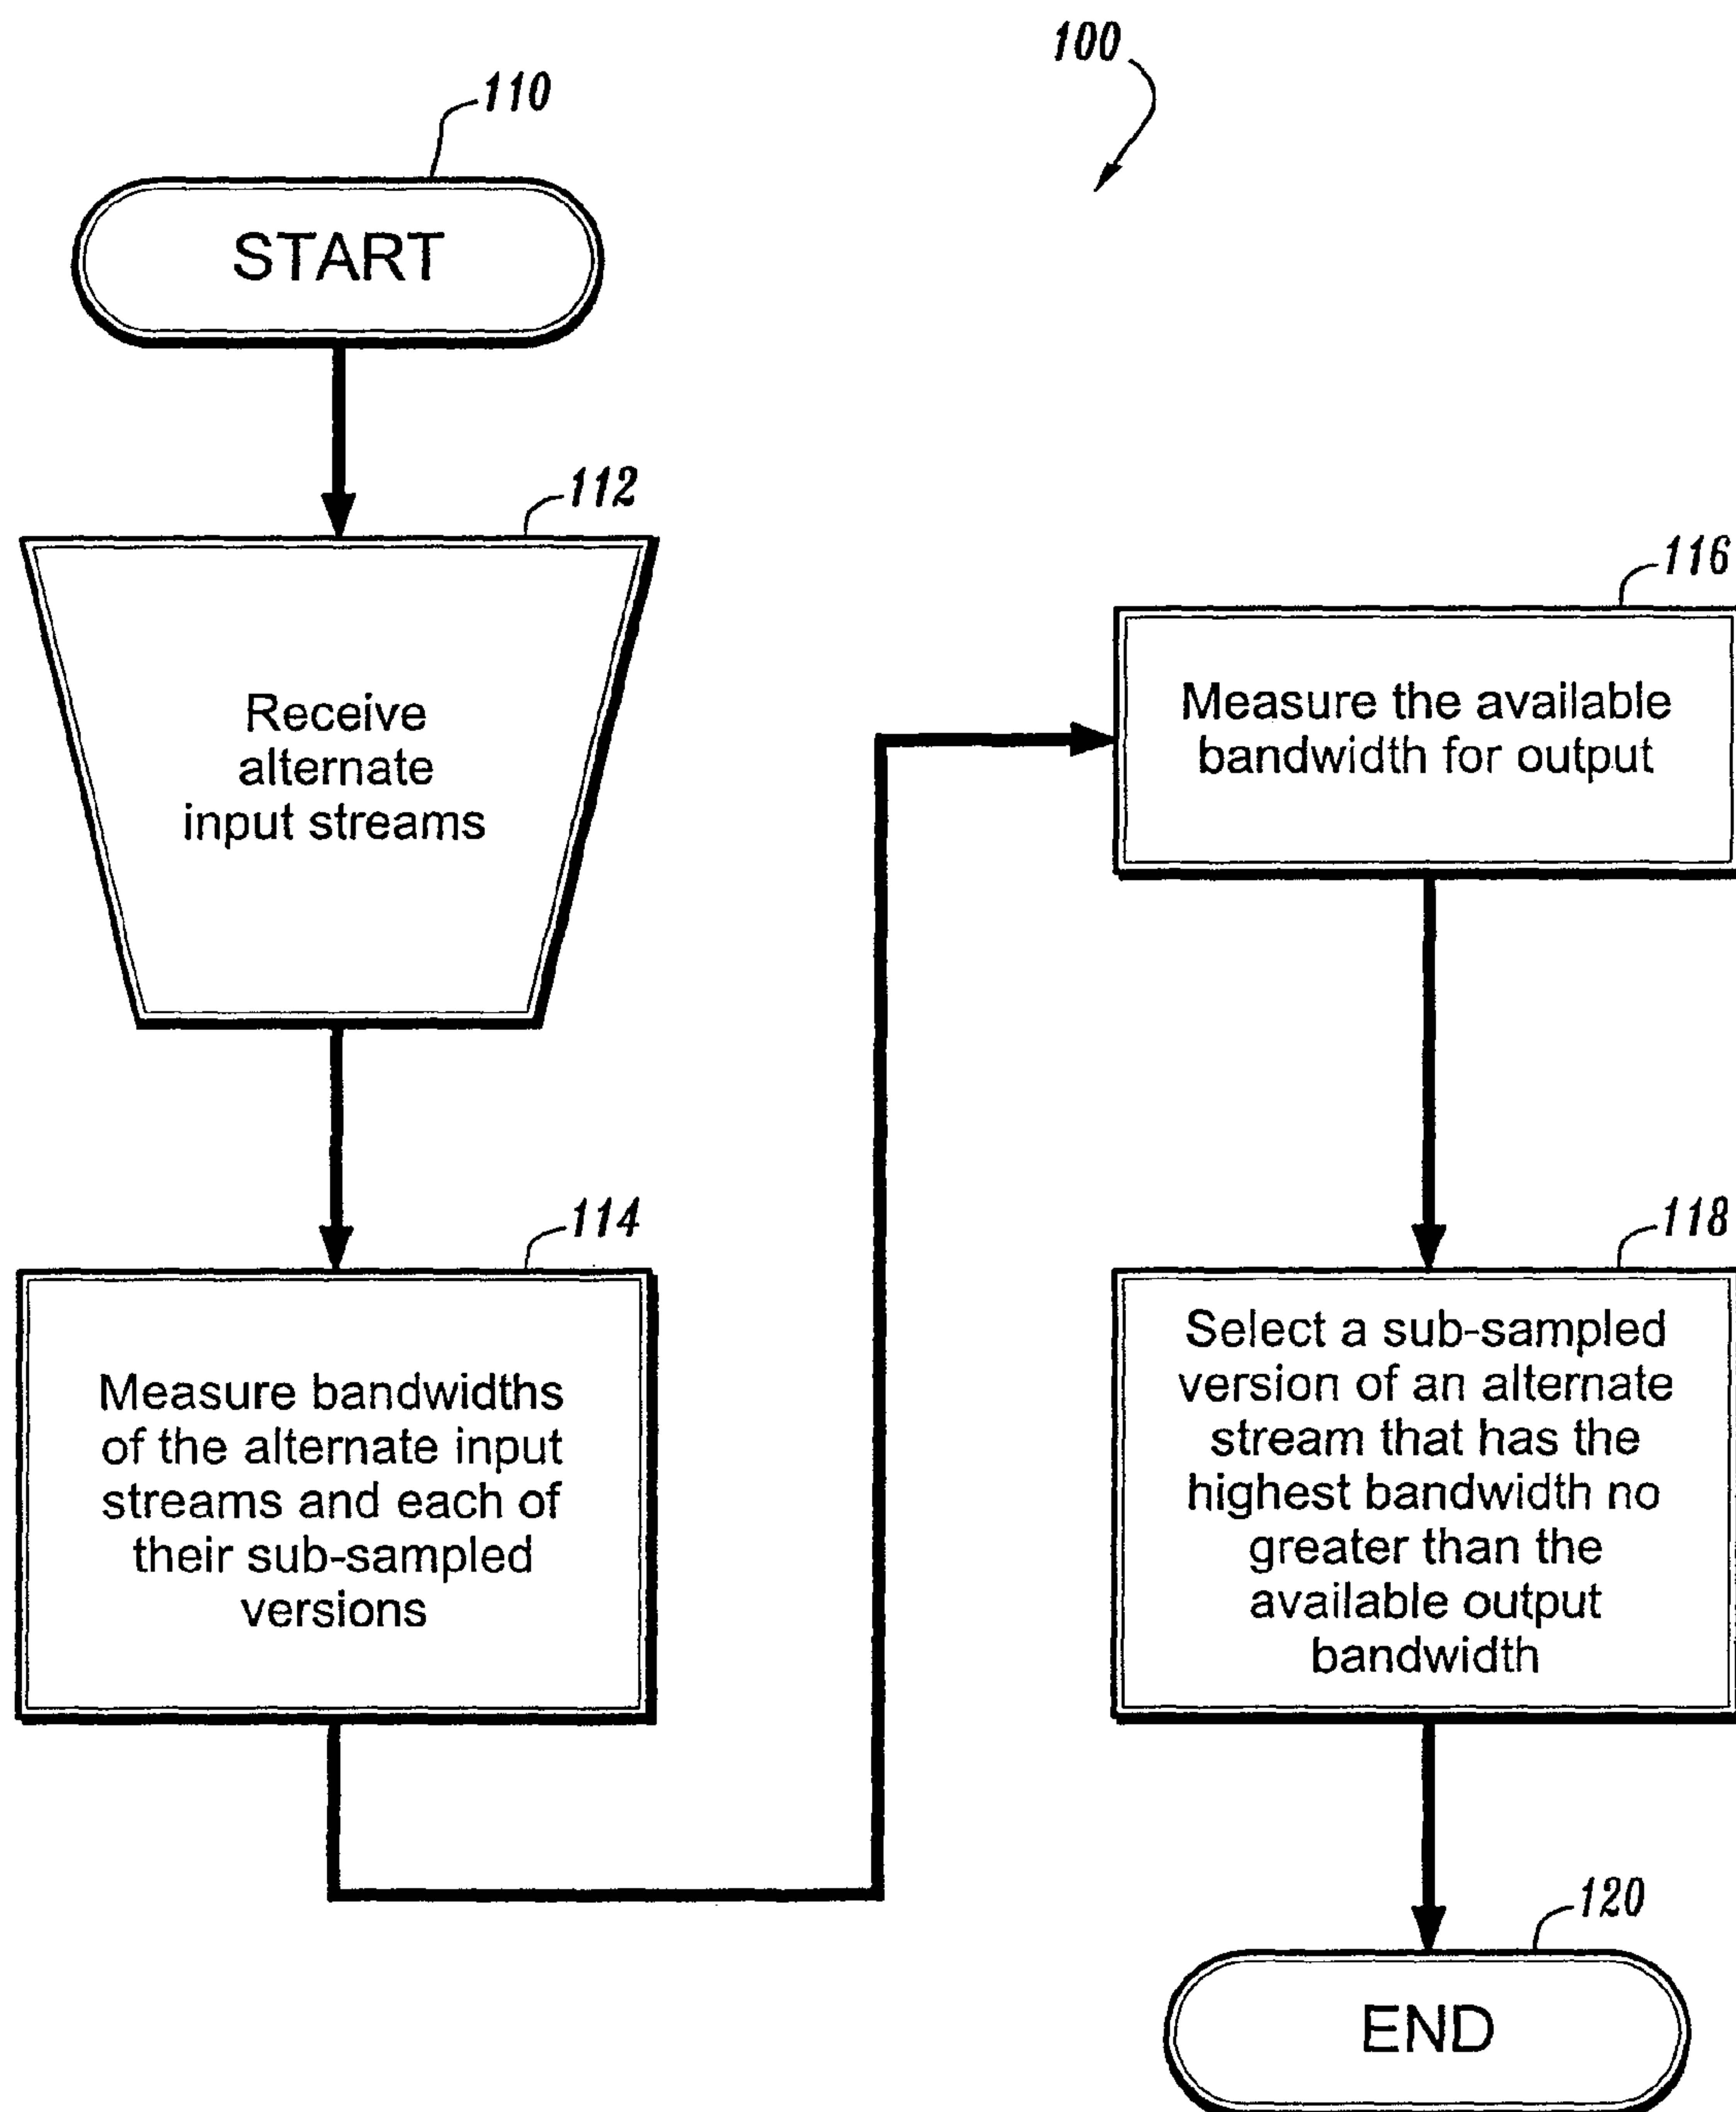 100
110
START
112
Receive
alternate
input streams
114
Measure bandwidths
of the alternate input
streams and each of
their sub-sampled
versions
116
Measure the available
bandwidth for output
118
Select a sub-sampled
version of an alternate
stream that has the
highest bandwidth no
greater than the
available output
bandwidth
120
END